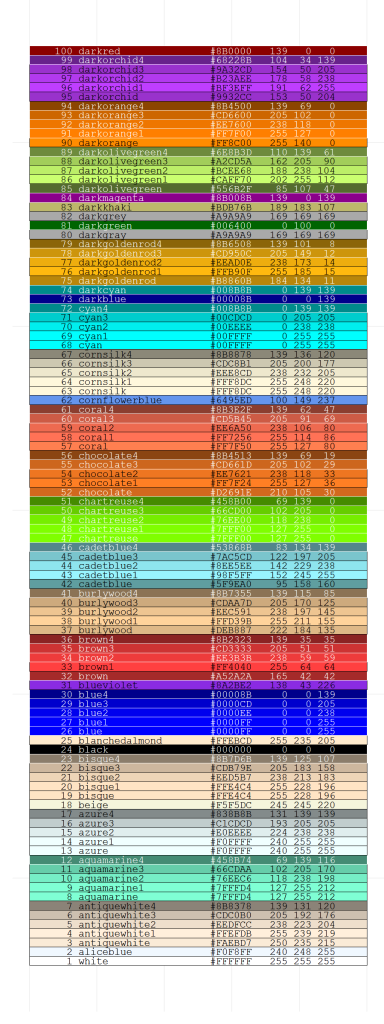 100 darkred #8B0000 139 0 0
99 darkorchid4 #68228B 104 34 139
98 darkorchid3 #9A32CD 154 50 205
97 darkorchid2 #B23AEE 178 58 238
96 darkorchid1 #BF3EFF 191 62 255
95 darkorchid #9932CC 153 50 204
94 darkorange4 #8B4500 139 69 0
93 darkorange3 #CD6600 205 102 0
92 darkorange2 #EE7600 238 118 0
91 darkorange1 #FF7F00 255 127 0
90 darkorange #FF8C00 255 140 0
89 darkolivegreen4 #6E8B3D 110 139 61
88 darkolivegreen3 #A2CD5A 162 205 90
87 darkolivegreen2 #BCEE68 188 238 104
86 darkolivegreen1 #CAFF70 202 255 112
85 darkolivegreen #556B2F 85 107 47
84 darkmagenta #8B008B 139 0 139
83 darkkhaki #BDB76B 189 183 107
82 darkgrey #A9A9A9 169 169 169
81 darkgreen #006400 0 100 0
80 darkgray #A9A9A9 169 169 169
79 darkgoldenrod4 #8B6508 139 101 8
78 darkgoldenrod3 #CD950C 205 149 12
77 darkgoldenrod2 #EEAD0E 238 173 14
76 darkgoldenrod1 #FFB90F 255 185 15
75 darkgoldenrod #B8860B 184 134 11
74 darkcyan #008B8B 0 139 139
73 darkblue #00008B 0 0 139
72 cyan4 #008B8B 0 139 139
71 cyan3 #00CDCD 0 205 205
70 cyan2 #00EEEE 0 238 238
69 cyan1 #00FFFF 0 255 255
68 cyan #00FFFF 0 255 255
67 cornsilk4 #8B8878 139 136 120
66 cornsilk3 #CDC8B1 205 200 177
65 cornsilk2 #EEE8CD 238 232 205
64 cornsilk1 #FFF8DC 255 248 220
63 cornsilk #FFF8DC 255 248 220
62 cornflowerblue #6495ED 100 149 237
61 coral4 #8B3E2F 139 62 47
60 coral3 #CD5B45 205 91 69
59 coral2 #EE6A50 238 106 80
58 coral1 #FF7256 255 114 86
57 coral #FF7F50 255 127 80
56 chocolate4 #8B4513 139 69 19
55 chocolate3 #CD661D 205 102 29
54 chocolate2 #EE7621 238 118 33
53 chocolate1 #FF7F24 255 127 36
52 chocolate #D2691E 210 105 30
51 chartreuse4 #458B00 69 139 0
50 chartreuse3 #66CD00 102 205 0
49 chartreuse2 #76EE00 118 238 0
48 chartreuse1 #7FFF00 127 255 0
47 chartreuse #7FFF00 127 255 0
46 cadetblue4 #53868B 83 134 139
45 cadetblue3 #7AC5CD 122 197 205
44 cadetblue2 #8EE5EE 142 229 238
43 cadetblue1 #98F5FF 152 245 255
42 cadetblue #5F9EA0 95 158 160
41 burlywood4 #8B7355 139 115 85
40 burlywood3 #CDAA7D 205 170 125
39 burlywood2 #EEC591 238 197 145
38 burlywood1 #FFD39B 255 211 155
37 burlywood #DEB887 222 184 135
36 brown4 #8B2323 139 35 35
35 brown3 #CD3333 205 51 51
34 brown2 #EE3B3B 238 59 59
33 brown1 #FF4040 255 64 64
32 brown #A52A2A 165 42 42
31 blueviolet #8A2BE2 138 43 226
30 blue4 #00008B 0 0 139
29 blue3 #0000CD 0 0 205
28 blue2 #0000EE 0 0 238
27 blue1 #0000FF 0 0 255
26 blue #0000FF 0 0 255
25 blanchedalmond #FFEBCD 255 235 205
24 black #000000 0 0 0
23 bisque4 #8B7D6B 139 125 107
22 bisque3 #CDB79E 205 183 158
21 bisque2 #EED5B7 238 213 183
20 bisque1 #FFE4C4 255 228 196
19 bisque #FFE4C4 255 228 196
18 beige #F5F5DC 245 245 220
17 azure4 #838B8B 131 139 139
16 azure3 #C1CDCD 193 205 205
15 azure2 #E0EEEE 224 238 238
14 azure1 #F0FFFF 240 255 255
13 azure #F0FFFF 240 255 255
12 aquamarine4 #458B74 69 139 116
11 aquamarine3 #66CDAA 102 205 170
10 aquamarine2 #76EEC6 118 238 198
9 aquamarine1 #7FFFD4 127 255 212
8 aquamarine #7FFFD4 127 255 212
7 antiquewhite4 #8B8378 139 131 120
6 antiquewhite3 #CDC0B0 205 192 176
5 antiquewhite2 #EEDFCC 238 223 204
4 antiquewhite1 #FFEFDB 255 239 219
3 antiquewhite #FAEBD7 250 235 215
2 aliceblue #F0F8FF 240 248 255
1 white #FFFFFF 255 255 255